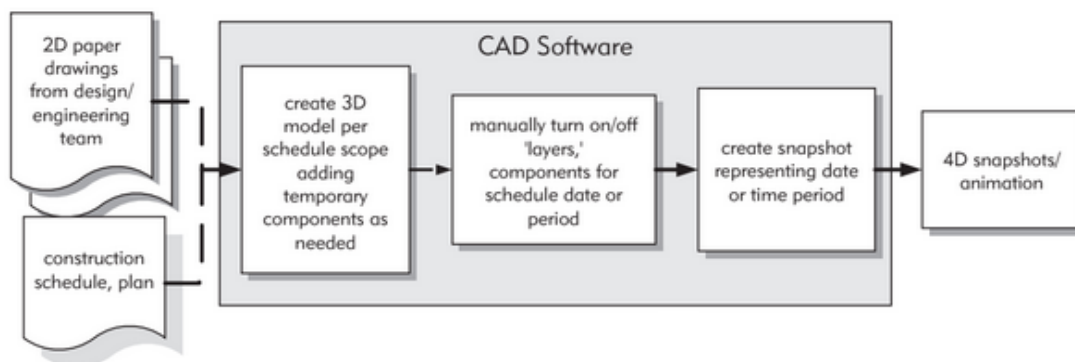 2D paper
drawings
from design/
engineering
team
construction
schedule, plan
CAD Software
create 3D
model per
schedule scope
adding
temporary
components as
needed
manually turn on/off
'layers,'
components for
schedule date or
period
create snapshot
representing date
or time period
4D snapshots/
animation